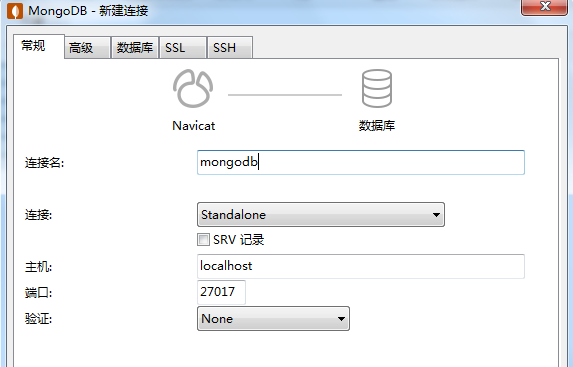 MongoDB - 新建连接
常规 高级 数据库 SSL SSH
Navicat 数据库
连接名: mongodb
连接: Standalone
SRV 记录
主机: localhost
端口: 27017
验证: None